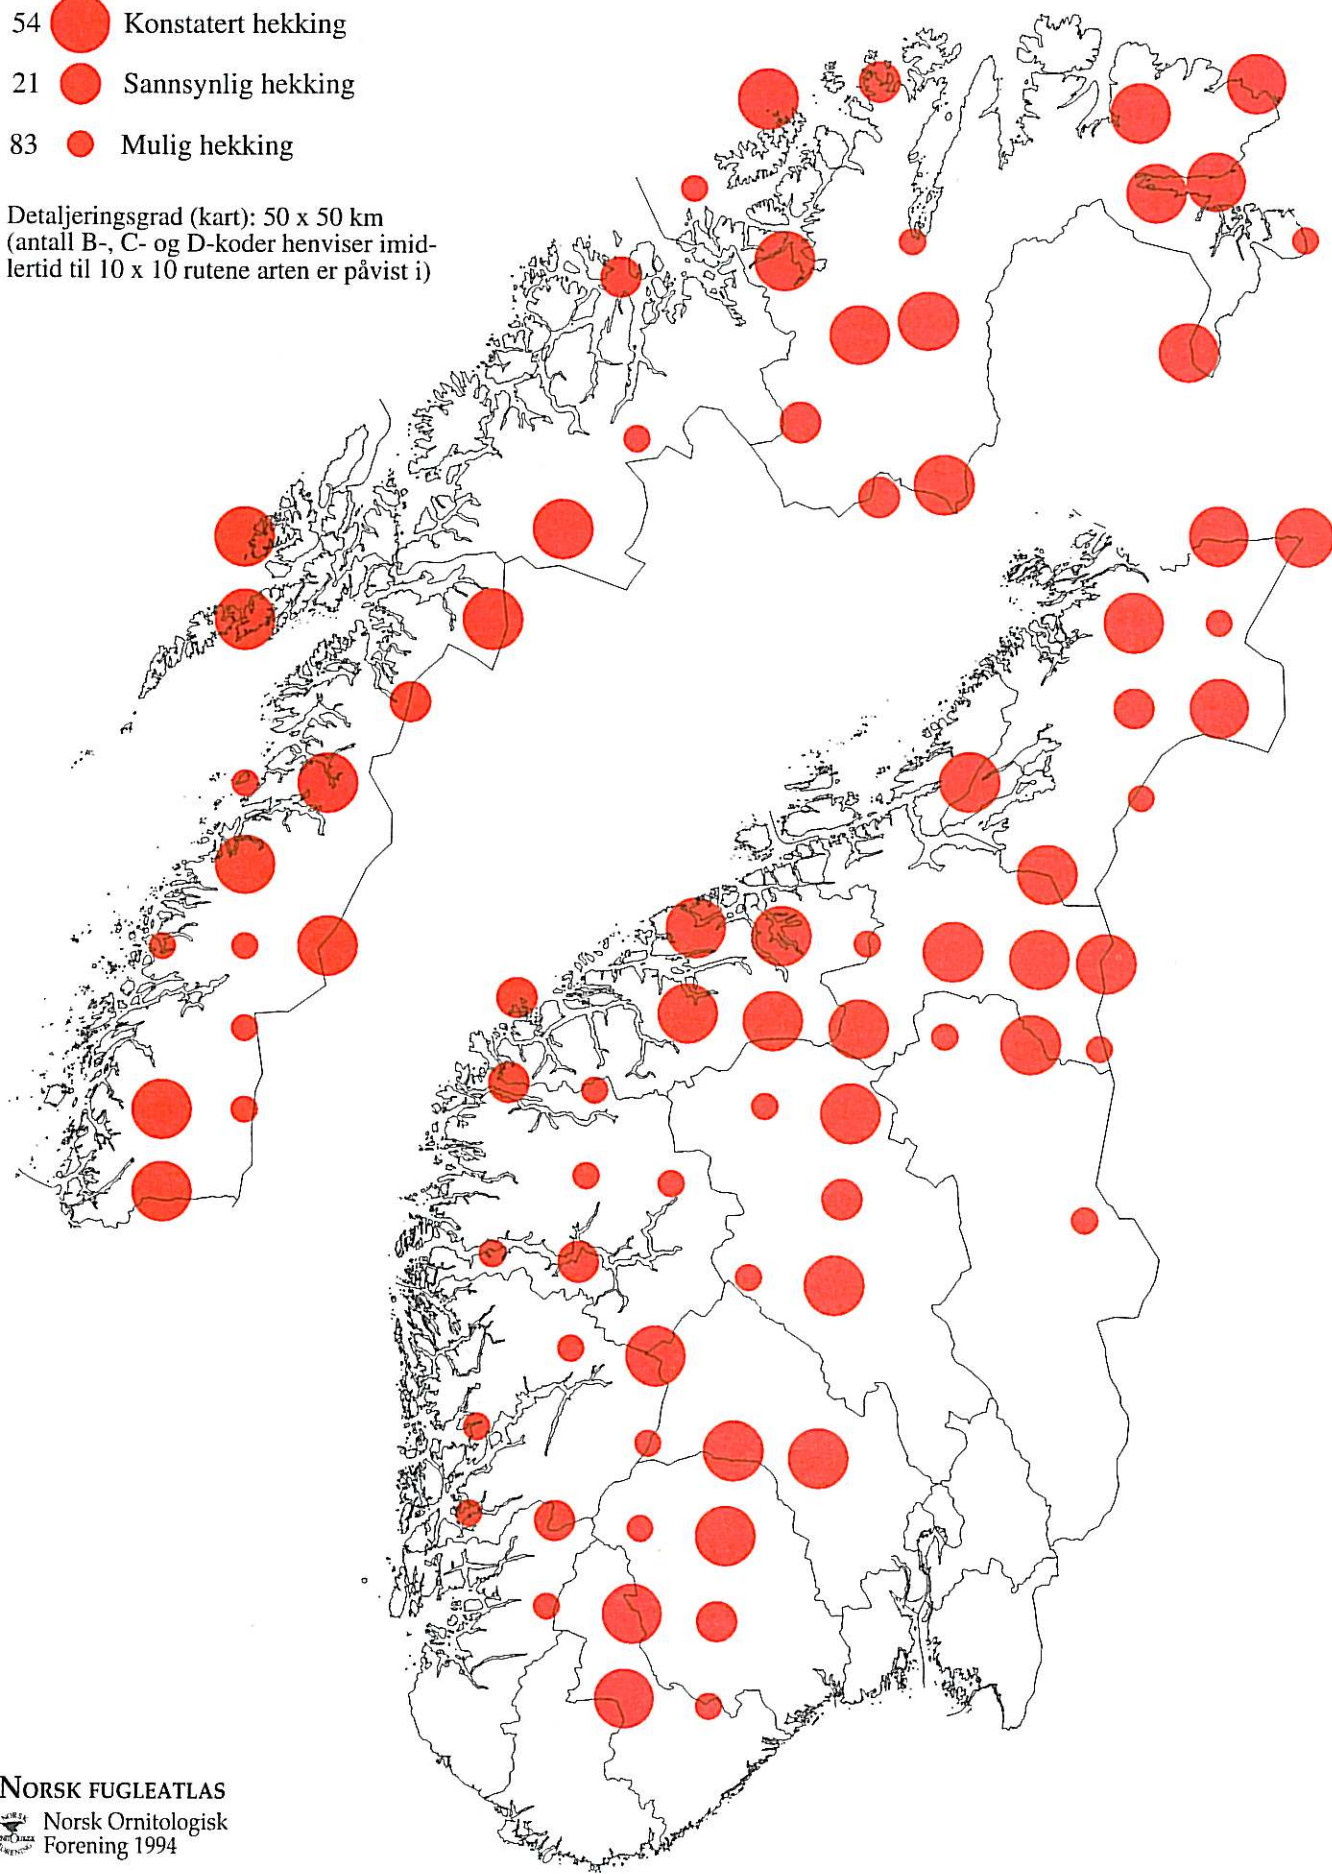 54 Konstatert hekking
21 Sannsynlig hekking
83 Mulig hekking
Detaljeringsgrad (kart): 50 x 50 km
(antall B-, C- og D-koder henviser imid-
lertid til 10 x 10 rutene arten er påvist i)
NORSK FUGLEATLAS
Norsk Ornitologisk
Forening 1994